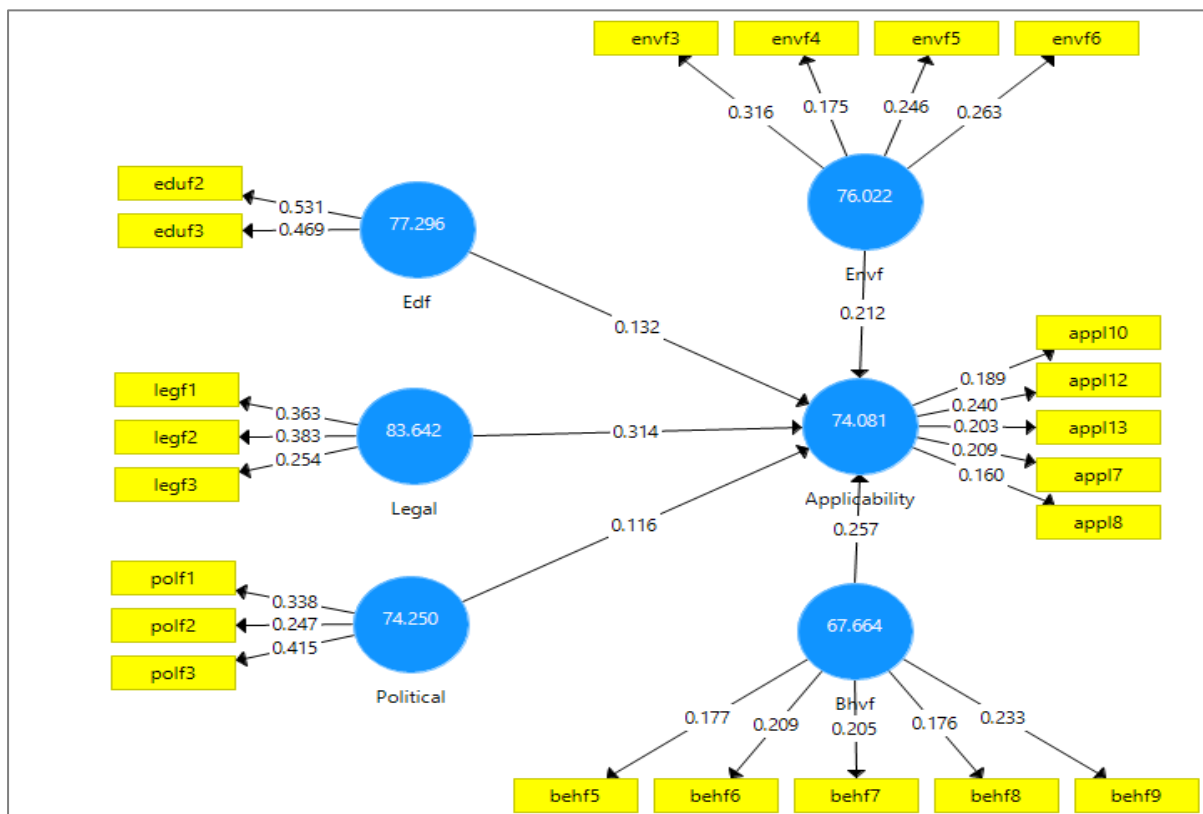 envf3
envf4
envf5
envf6
0.316
0.175
0.246
0.263
76.022
Envf
eduf2
eduf3
0.531
0.469
77.296
Edf
0.132
0.212
legf1
legf2
legf3
0.363
0.383
0.254
83.642
Legal
0.314
74.081
Applicability
0.189
0.240
0.203
0.209
0.160
appl10
appl12
appl13
appl7
appl8
polf1
polf2
polf3
0.338
0.247
0.415
74.250
Political
0.116
0.257
67.664
Bhvf
0.177
0.209
0.205
0.176
0.233
behf5
behf6
behf7
behf8
behf9